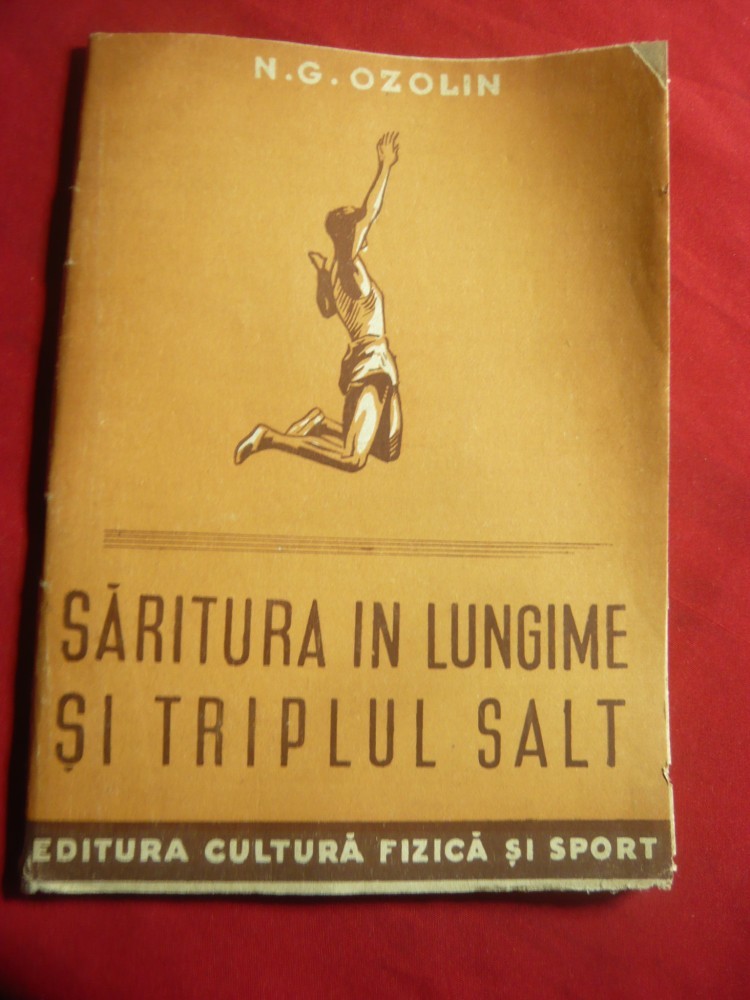 N.G. OZOLIN
SĂRITURA IN LUNGIME
ȘI TRIPLUL SALT
EDITURA CULTURĂ FIZICĂ ȘI SPORT